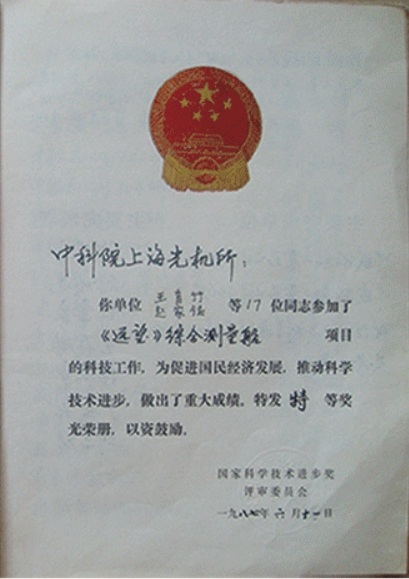 中科院上海光机所：
你单位 王育竹 赵家铭 等17位同志参加了
《远望》综合测量船 项目
的科技工作，为促进国民经济发展，推动科学
技术进步，做出了重大成绩。特发 特 等奖
光荣册，以资鼓励。
国家科学技术进步奖
评审委员会
一九八七年六月十一日